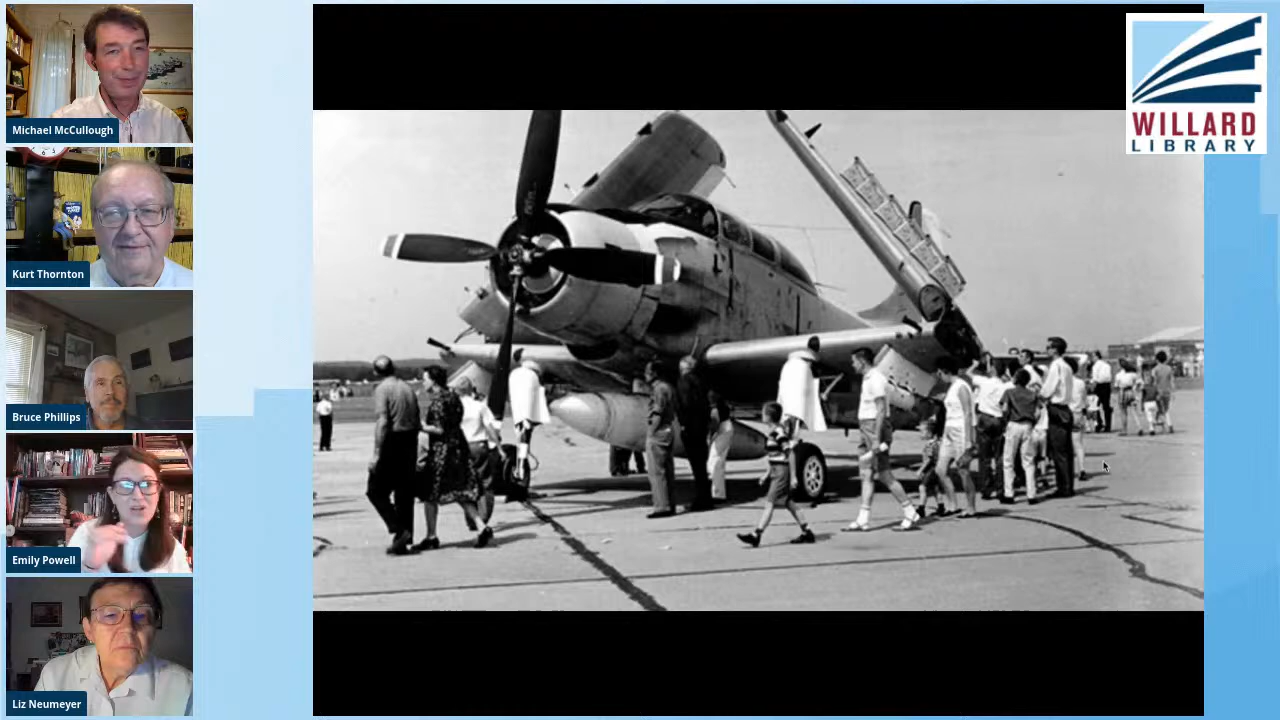 Michael McCullough
Kurt Thornton
Bruce Phillips
Emily Powell
Liz Neumeyer
WILLARD
LIBRARY